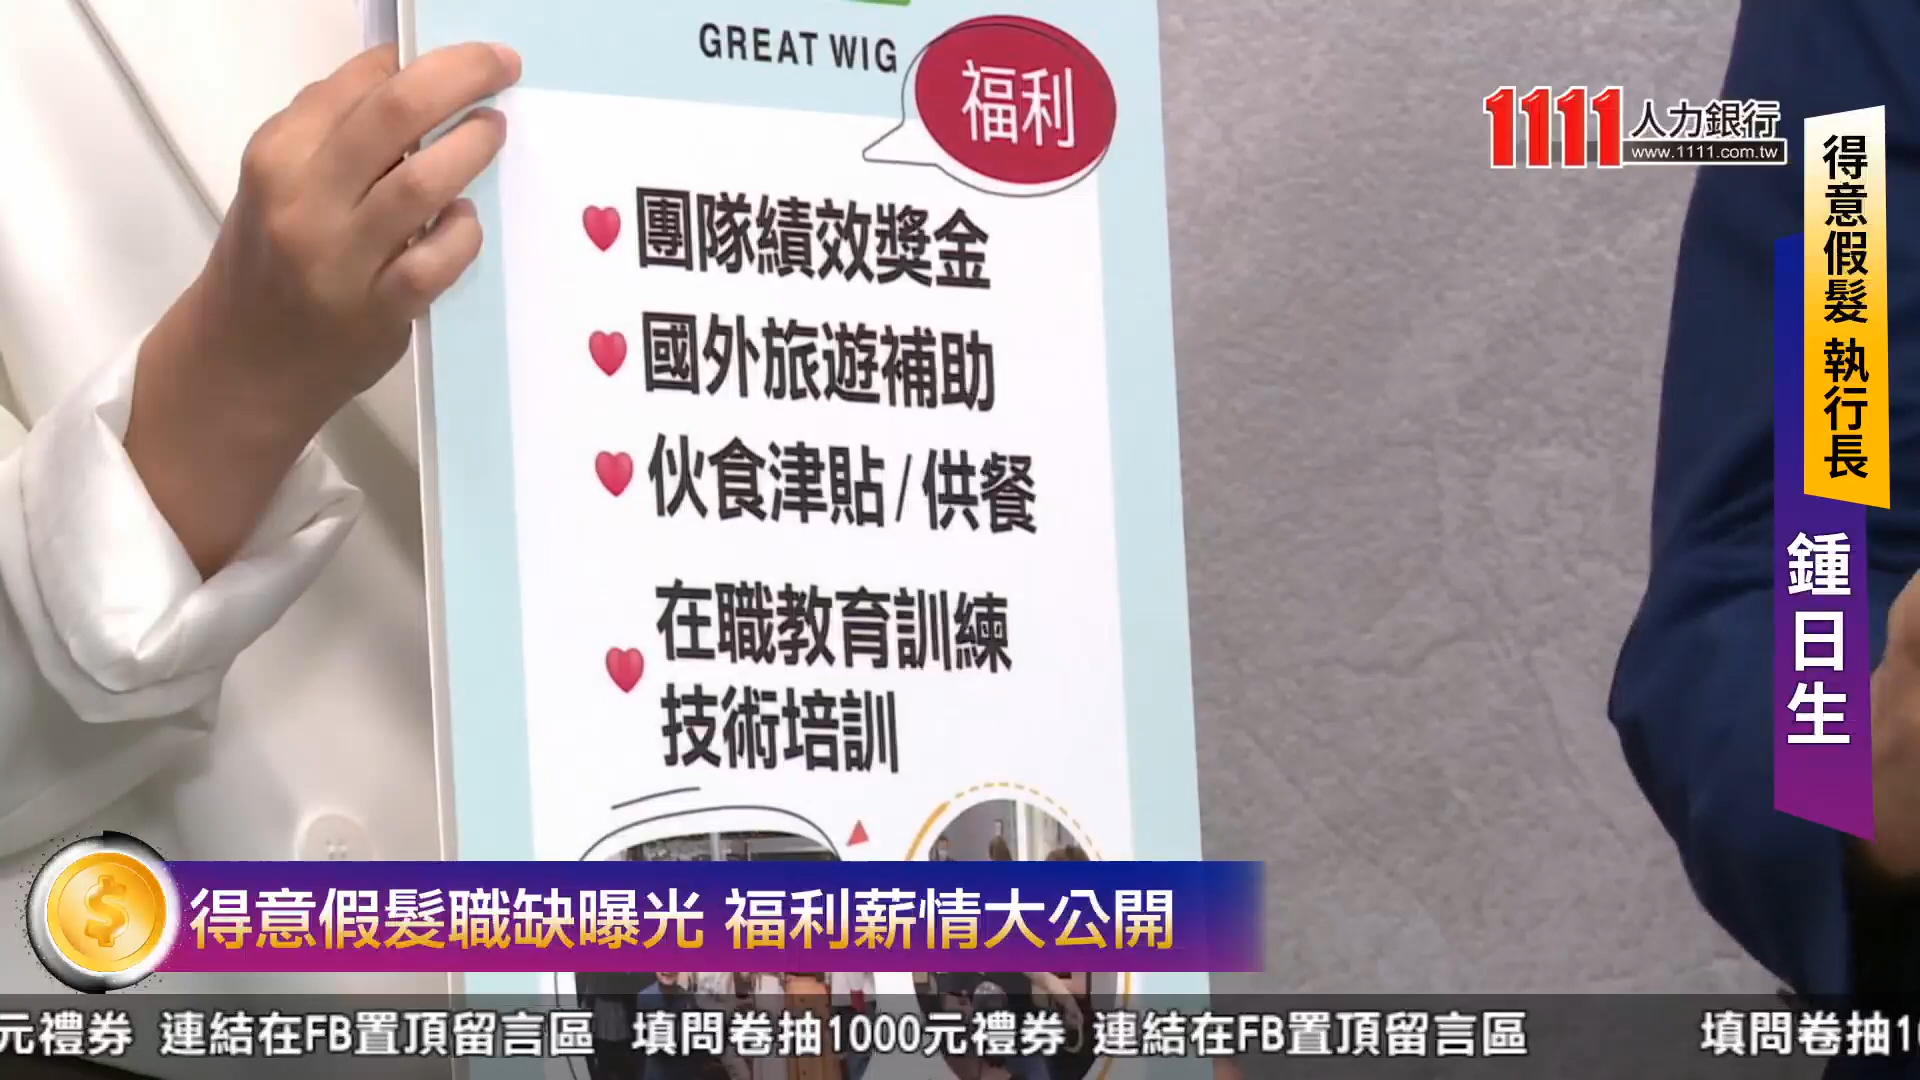 GREAT WIG
福利
團隊績效獎金
國外旅遊補助
伙食津貼/供餐
在職教育訓練
技術培訓
1111人力銀行
www.1111.com.tw
得意假髮 執行長
鍾日生
得意假髮職缺曝光 福利薪情大公開
元禮券 連結在FB置頂留言區 填問卷抽1000元禮券 連結在FB置頂留言區 填問卷抽1